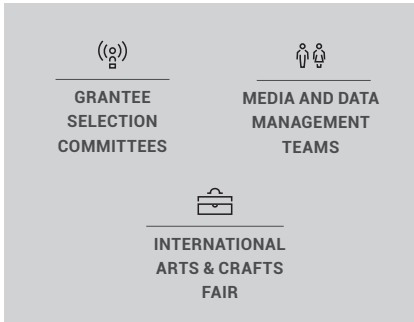 GRANTEE
SELECTION
COMMITTEES
MEDIA AND DATA
MANAGEMENT
TEAMS
INTERNATIONAL
ARTS & CRAFTS
FAIR